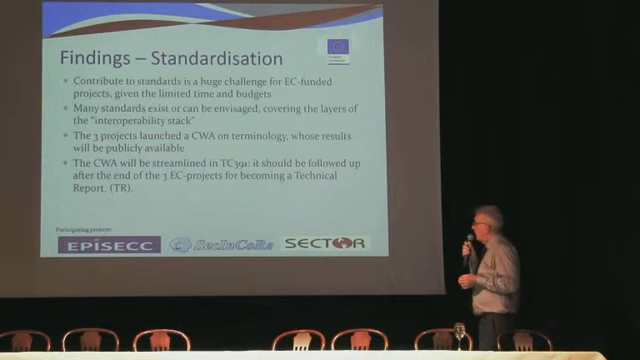 Findings – Standardisation
Contribute to standards is a huge challenge for EC-funded
projects, given the limited time and budgets
Many standards exist or can be envisaged, covering the layers of
the "interoperability stack"
The 3 projects launched a CWA on terminology, whose results
will be publicly available
The CWA will be streamlined in TC391: it should be followed up
after the end of the 3 EC-projects for becoming a Technical
Report. (TR).
Participating projects:
EPISECC
SecInCoRe
SECTOR